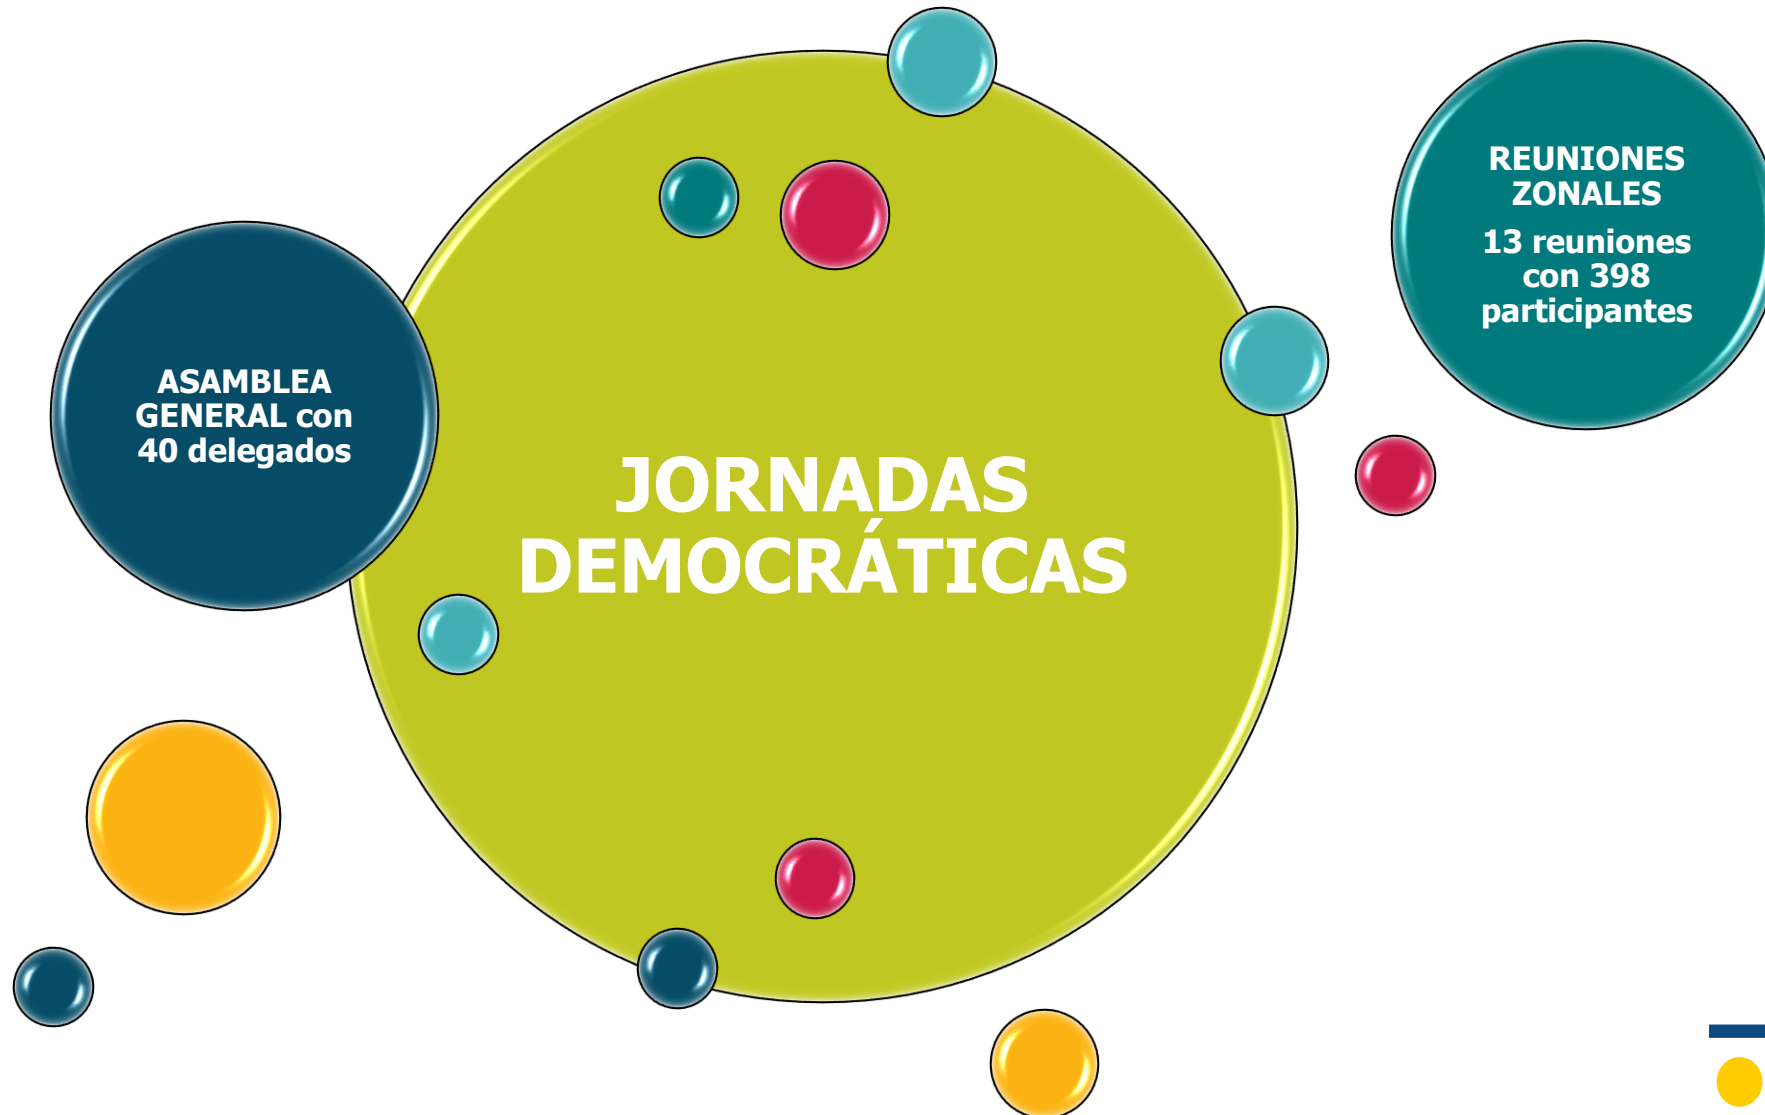 JORNADAS
DEMOCRÁTICAS
ASAMBLEA
GENERAL con
40 delegados
REUNIONES
ZONALES
13 reuniones
con 398
participantes